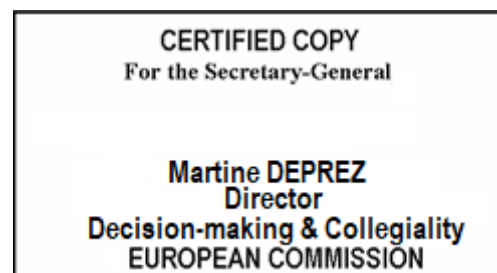 CERTIFIED COPY
For the Secretary-General
Martine DEPREZ
Director
Decision-making & Collegiality
EUROPEAN COMMISSION